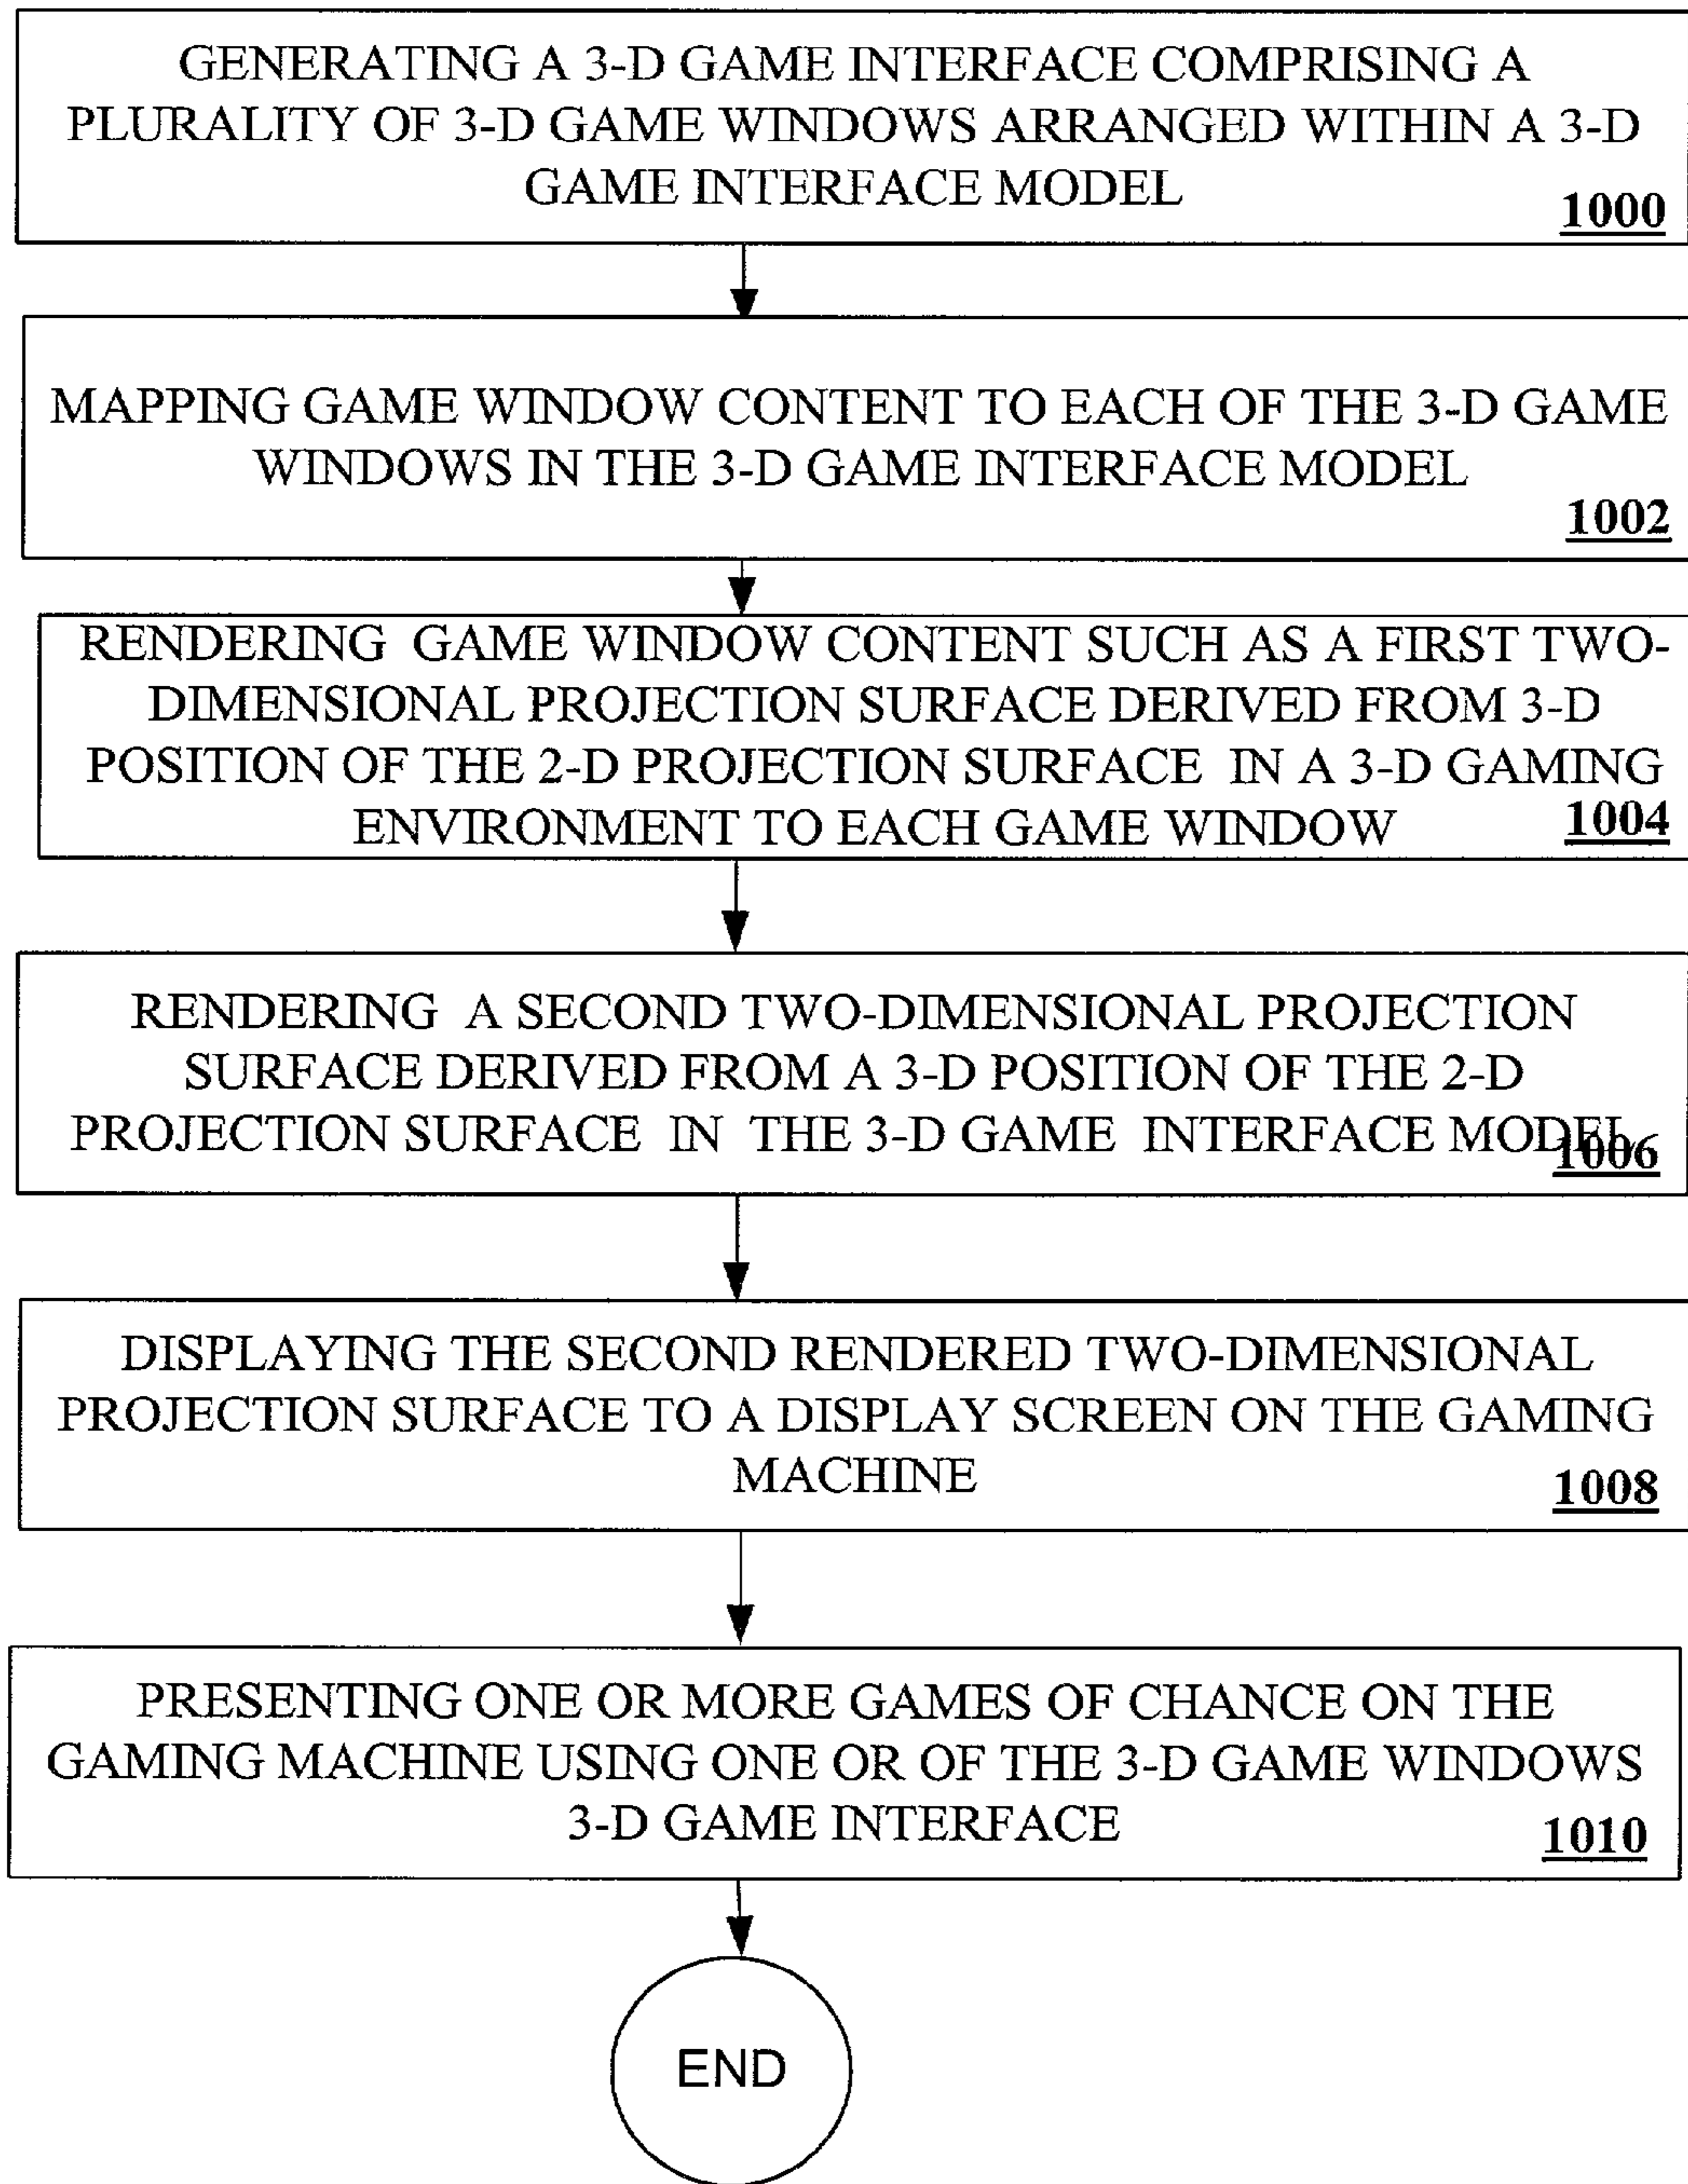 GENERATING A 3-D GAME INTERFACE COMPRISING A
PLURALITY OF 3-D GAME WINDOWS ARRANGED WITHIN A 3-D
GAME INTERFACE MODEL
1000
MAPPING GAME WINDOW CONTENT TO EACH OF THE 3-D GAME
WINDOWS IN THE 3-D GAME INTERFACE MODEL
1002
RENDERING GAME WINDOW CONTENT SUCH AS A FIRST TWO-
DIMENSIONAL PROJECTION SURFACE DERIVED FROM 3-D
POSITION OF THE 2-D PROJECTION SURFACE IN A 3-D GAMING
ENVIRONMENT TO EACH GAME WINDOW
1004
RENDERING A SECOND TWO-DIMENSIONAL PROJECTION
SURFACE DERIVED FROM A 3-D POSITION OF THE 2-D
PROJECTION SURFACE IN THE 3-D GAME INTERFACE MODEL
1006
DISPLAYING THE SECOND RENDERED TWO-DIMENSIONAL
PROJECTION SURFACE TO A DISPLAY SCREEN ON THE GAMING
MACHINE
1008
PRESENTING ONE OR MORE GAMES OF CHANCE ON THE
GAMING MACHINE USING ONE OR OF THE 3-D GAME WINDOWS
3-D GAME INTERFACE
1010
END